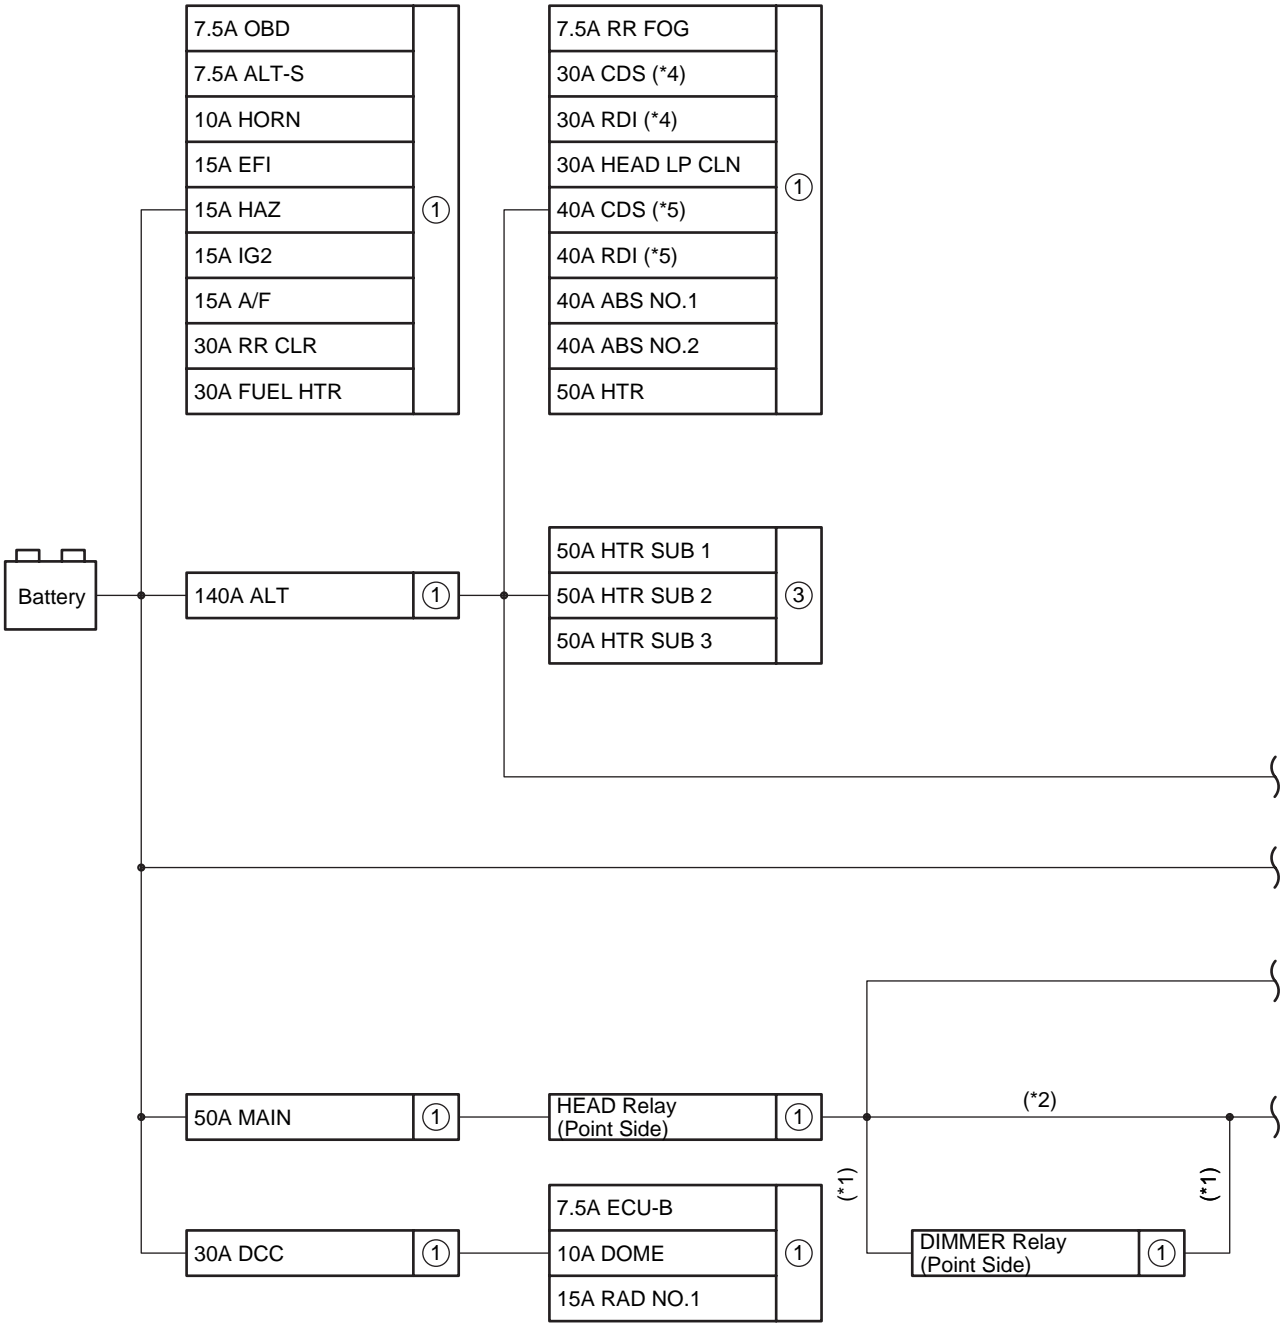 7.5A OBD
7.5A ALT-S
10A HORN
15A EFI
15A HAZ
15A IG2
15A A/F
30A RR CLR
30A FUEL HTR
①
7.5A RR FOG
30A CDS (*4)
30A RDI (*4)
30A HEAD LP CLN
40A CDS (*5)
40A RDI (*5)
40A ABS NO.1
40A ABS NO.2
50A HTR
①
Battery
140A ALT
①
50A HTR SUB 1
50A HTR SUB 2
50A HTR SUB 3
③
50A MAIN
①
HEAD Relay
(Point Side)
①
(*2)
(*1)
(*1)
30A DCC
①
7.5A ECU-B
10A DOME
15A RAD NO.1
①
DIMMER Relay
(Point Side)
①